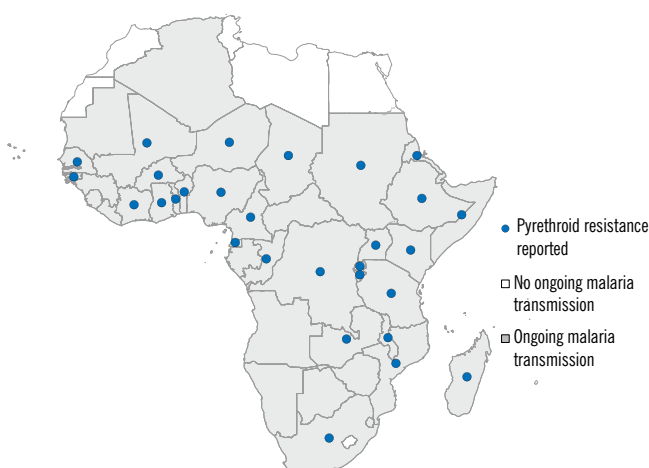 Pyrethroid resistance
reported
No ongoing malaria
transmission
Ongoing malaria
transmission